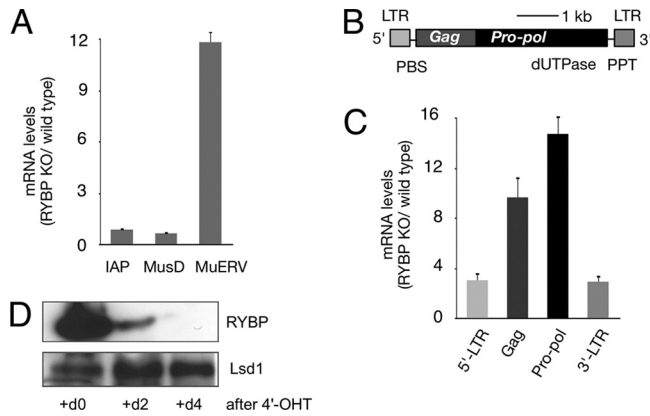 A
mRNA levels
(RYBP KO/ wild type)
12
9
6
3
0
IAP MusD MuERV
B
LTR 1 kb LTR
5' Gag Pro-pol 3'
PBS dUTPase PPT
C
mRNA levels
(RYBP KO/ wild type)
16
12
8
4
0
5'-LTR Gag Pro-pol 3'-LTR
D
RYBP
Lsd1
+d0 +d2 +d4 after 4'-OHT